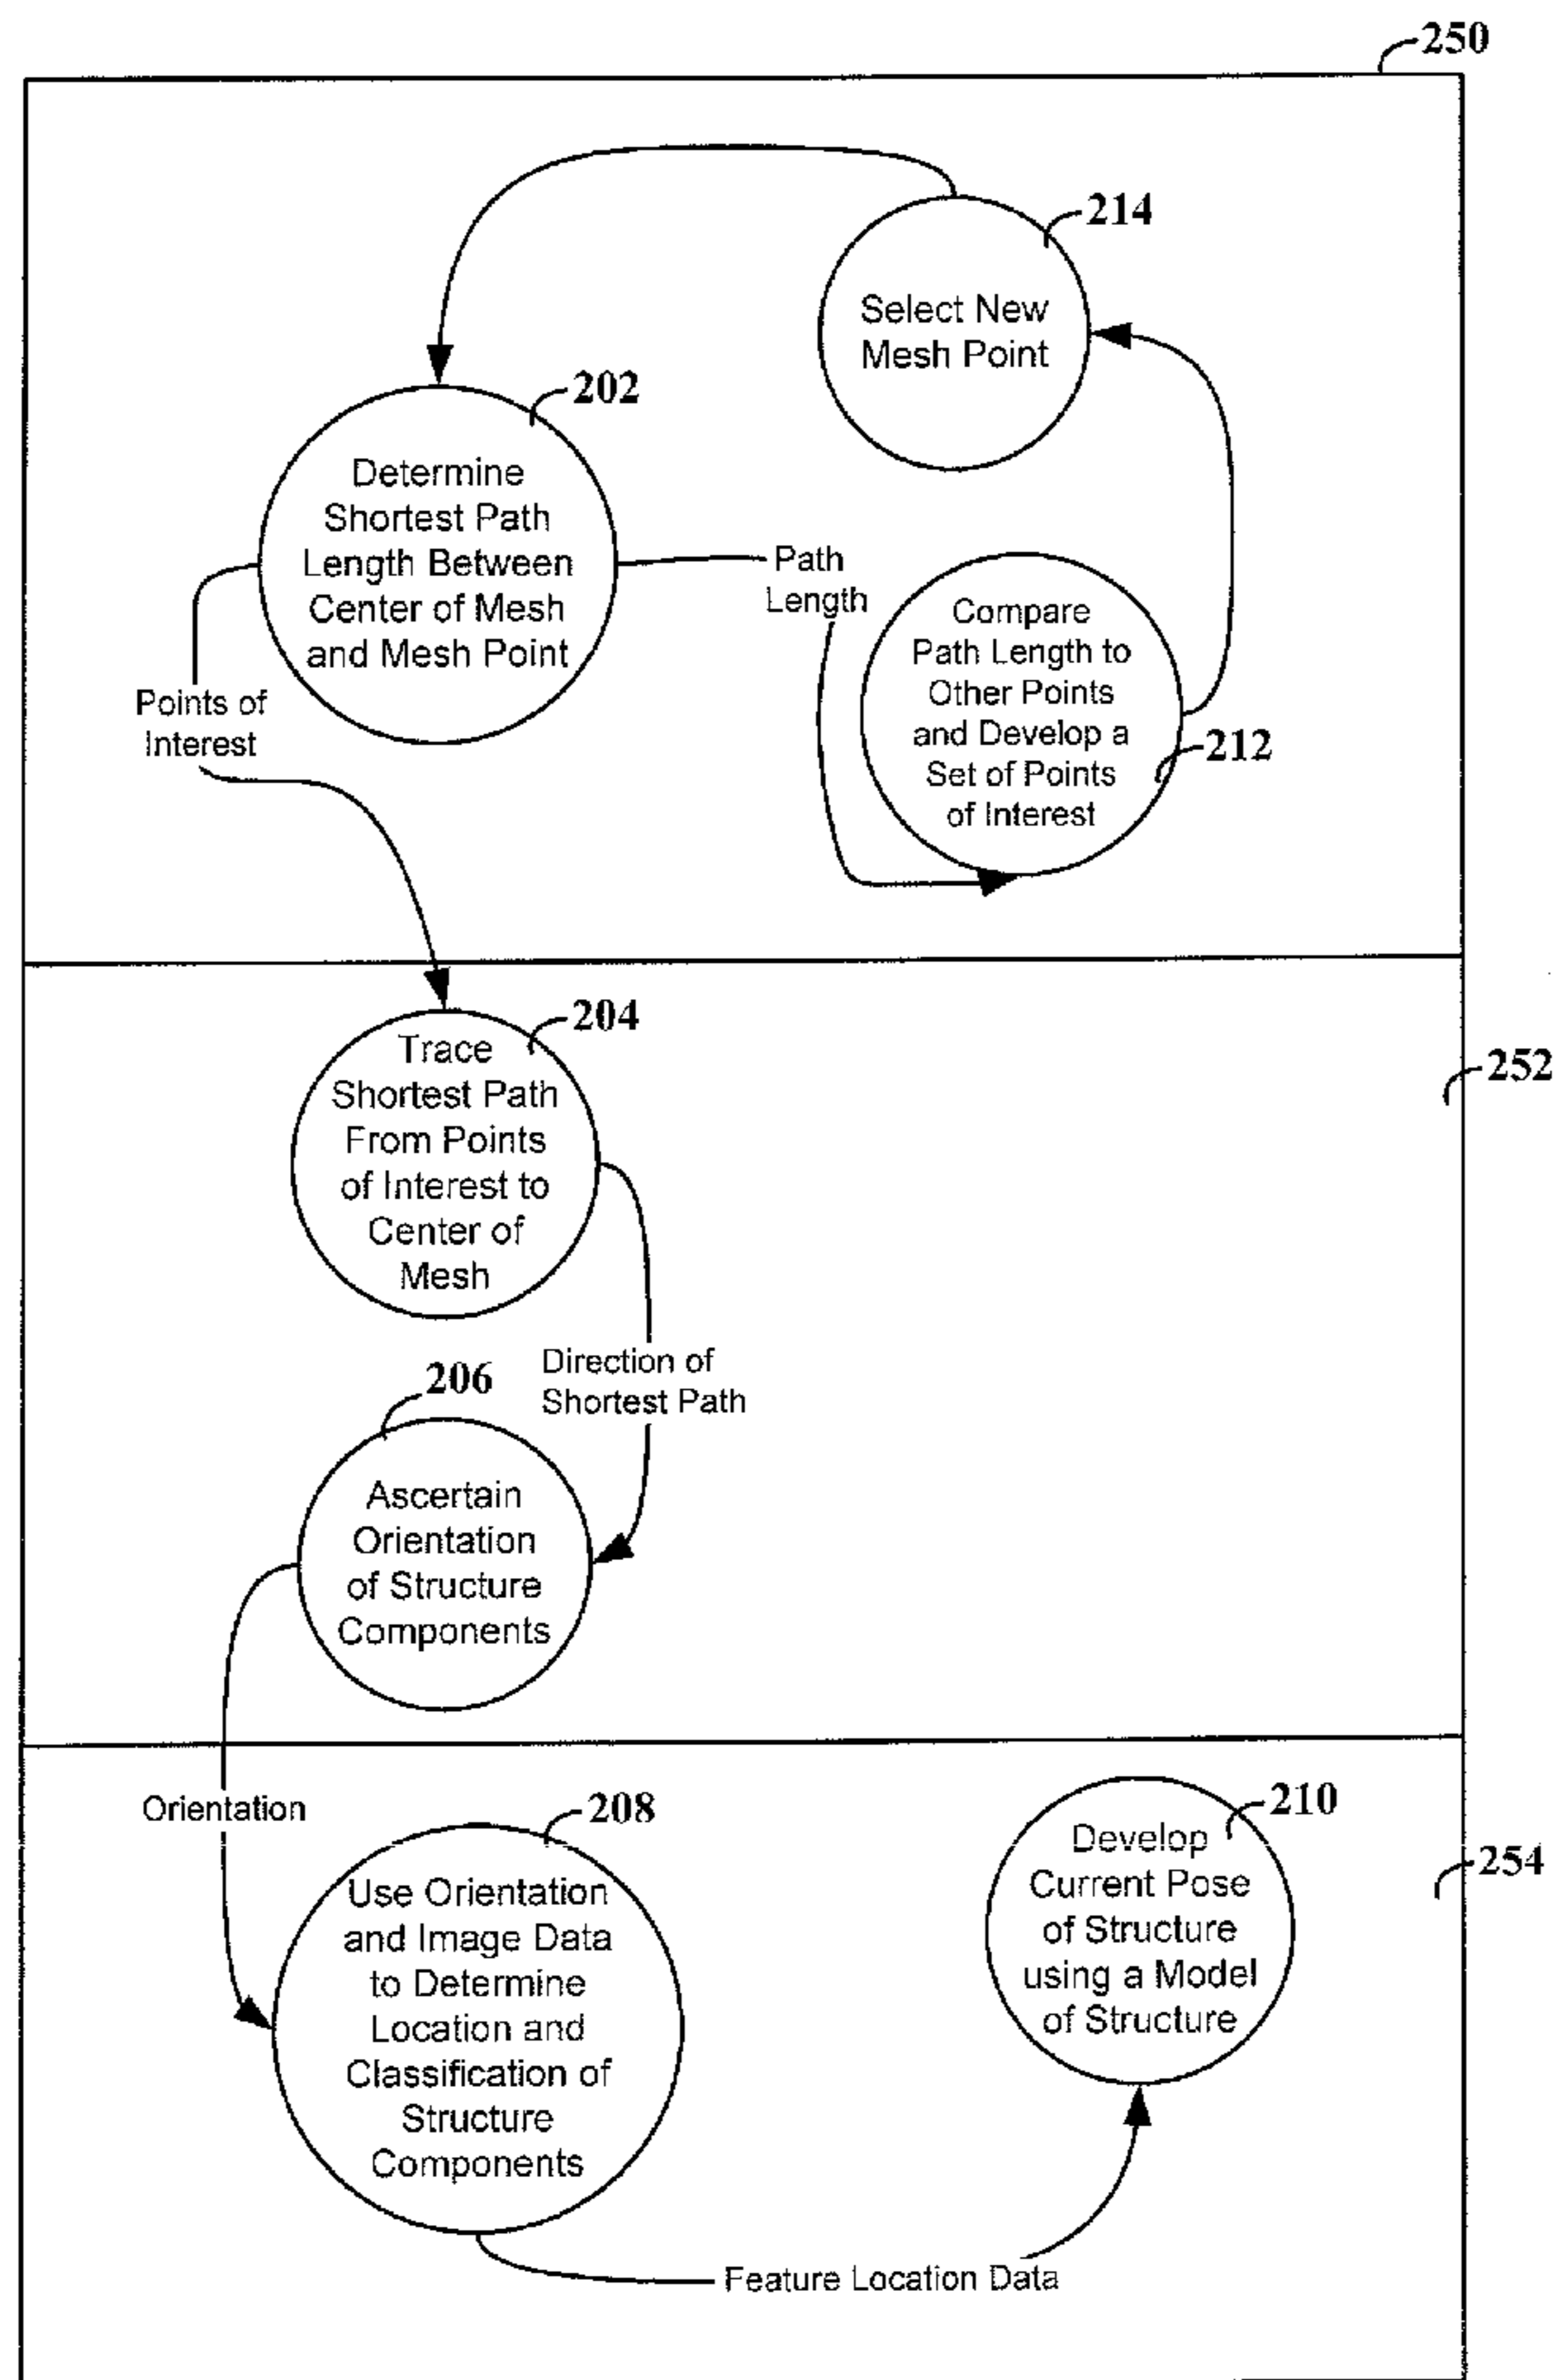 250
214
Select New
Mesh Point
202
Determine
Shortest Path
Length Between
Center of Mesh
and Mesh Point
Path
Length
Compare
Path Length to
Other Points
and Develop a
Set of Points
of Interest
212
Points of
Interest
204
Trace
Shortest Path
From Points
of Interest to
Center of
Mesh
252
Direction of
Shortest Path
206
Ascertain
Orientation
of Structure
Components
Orientation
208
Use Orientation
and Image Data
to Determine
Location and
Classification of
Structure
Components
210
Develop
Current Pose
of Structure
using a Model
of Structure
254
Feature Location Data